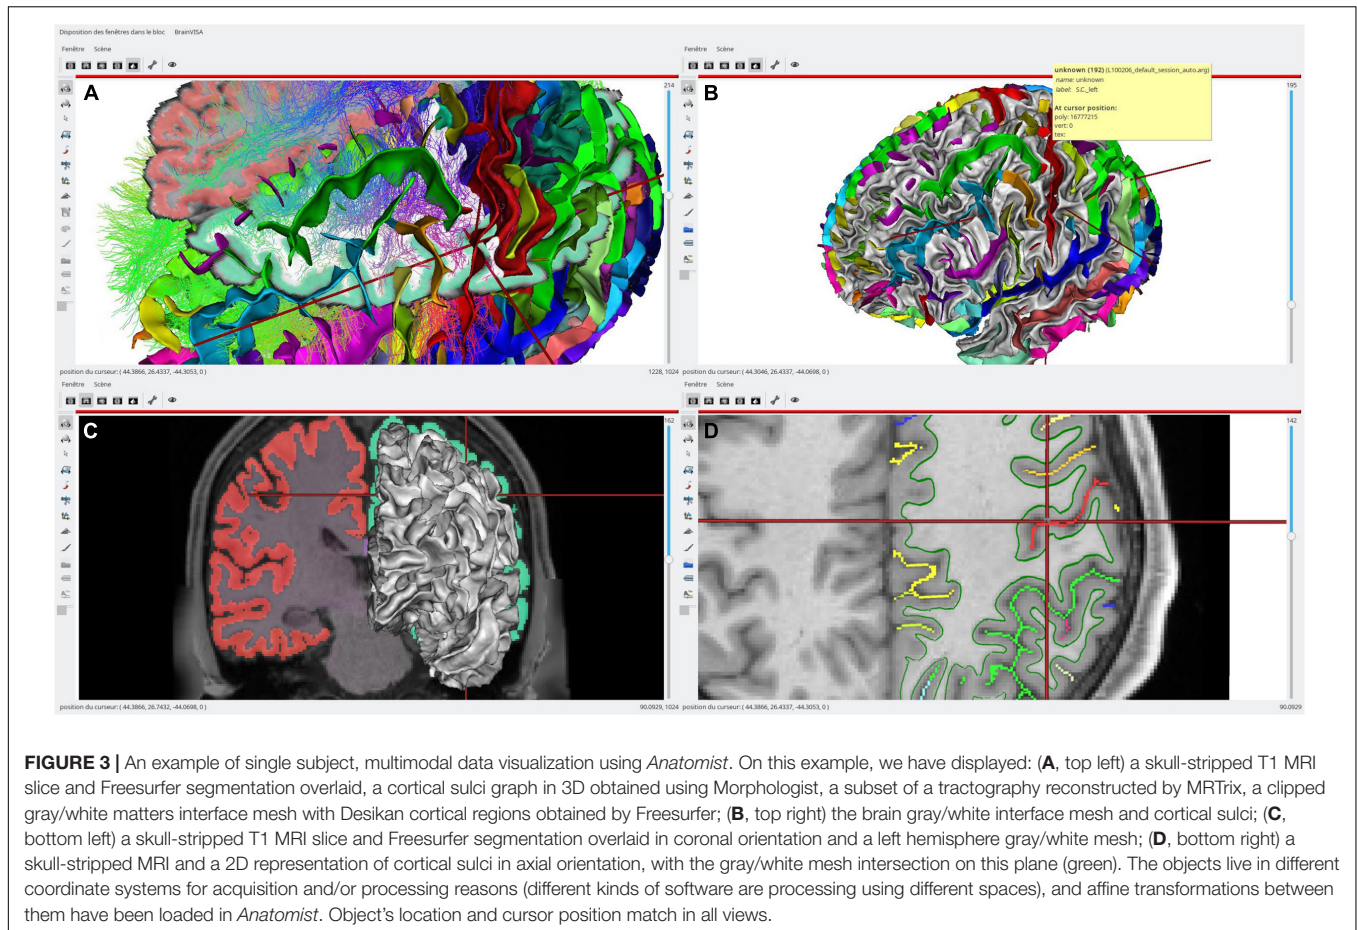 Disposition des fenêtres dans le bloc BrainVISA
Fenêtre Scène
A
214
position du curseur: ( 44.3866, 26.4337, -44.3053, 0 )
1228, 1024
Fenêtre Scène
B
195
unknown (192) (L100206_default_session_auto.arg)
name: unknown
label: S.C._left
At cursor position:
poly: 16777215
vert: 0
tex:
position du curseur: ( 44.3046, 26.4337, -44.0698, 0 )
Fenêtre Scène
C
162
position du curseur: ( 44.3866, 26.7432, -44.0698, 0 )
90.0929, 1024
Fenêtre Scène
D
142
position du curseur: ( 44.3866, 26.4337, -44.3053, 0 )
90.0929
FIGURE 3 | An example of single subject, multimodal data visualization using Anatomist. On this example, we have displayed: (A, top left) a skull-stripped T1 MRI
slice and Freesurfer segmentation overlaid, a cortical sulci graph in 3D obtained using Morphologist, a subset of a tractography reconstructed by MRTrix, a clipped
gray/white matters interface mesh with Desikan cortical regions obtained by Freesurfer; (B, top right) the brain gray/white interface mesh and cortical sulci; (C,
bottom left) a skull-stripped T1 MRI slice and Freesurfer segmentation overlaid in coronal orientation and a left hemisphere gray/white mesh; (D, bottom right) a
skull-stripped MRI and a 2D representation of cortical sulci in axial orientation, with the gray/white mesh intersection on this plane (green). The objects live in different
coordinate systems for acquisition and/or processing reasons (different kinds of software are processing using different spaces), and affine transformations between
them have been loaded in Anatomist. Object's location and cursor position match in all views.